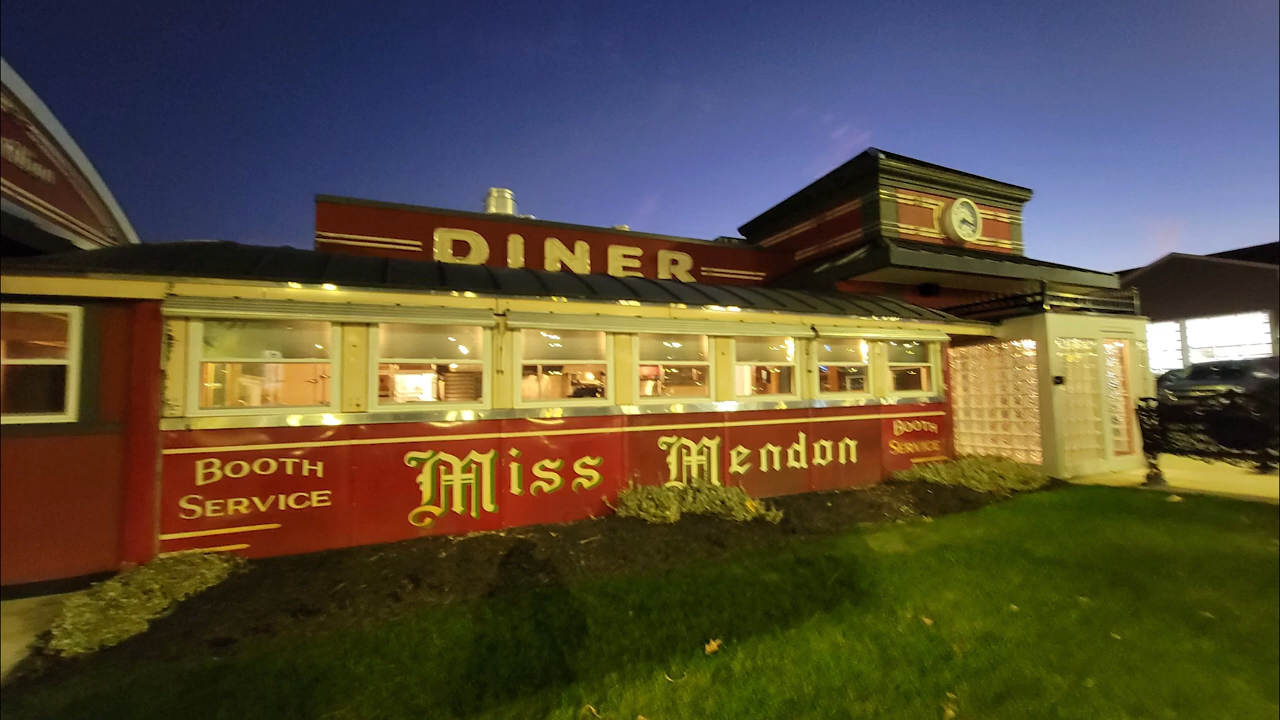 DINER
BOOTH
SERVICE
Miss Mendon
BOOTH
SERVICE